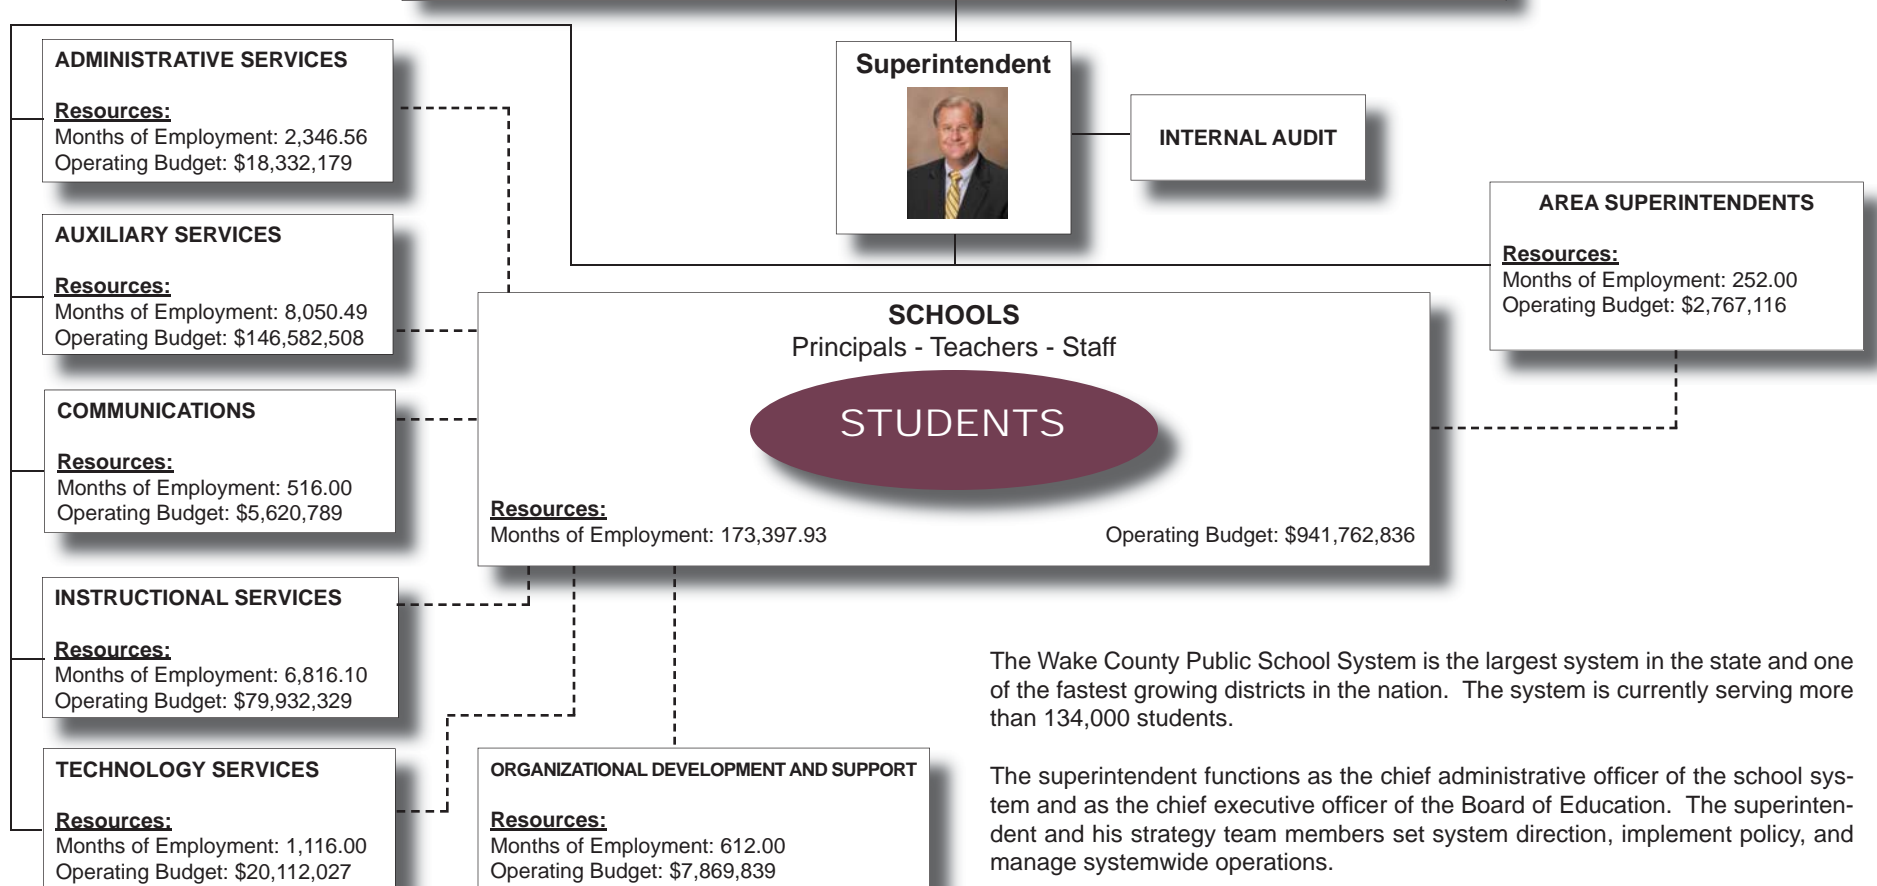 ADMINISTRATIVE SERVICES
Resources:
Months of Employment: 2,346.56
Operating Budget: $18,332,179
Superintendent
INTERNAL AUDIT
AREA SUPERINTENDENTS
Resources:
Months of Employment: 252.00
Operating Budget: $2,767,116
AUXILIARY SERVICES
Resources:
Months of Employment: 8,050.49
Operating Budget: $146,582,508
SCHOOLS
Principals - Teachers - Staff
STUDENTS
Resources:
Months of Employment: 173,397.93
Operating Budget: $941,762,836
COMMUNICATIONS
Resources:
Months of Employment: 516.00
Operating Budget: $5,620,789
INSTRUCTIONAL SERVICES
Resources:
Months of Employment: 6,816.10
Operating Budget: $79,932,329
TECHNOLOGY SERVICES
Resources:
Months of Employment: 1,116.00
Operating Budget: $20,112,027
ORGANIZATIONAL DEVELOPMENT AND SUPPORT
Resources:
Months of Employment: 612.00
Operating Budget: $7,869,839
The Wake County Public School System is the largest system in the state and one
of the fastest growing districts in the nation. The system is currently serving more
than 134,000 students.
The superintendent functions as the chief administrative officer of the school sys-
tem and as the chief executive officer of the Board of Education. The superinten-
dent and his strategy team members set system direction, implement policy, and
manage systemwide operations.